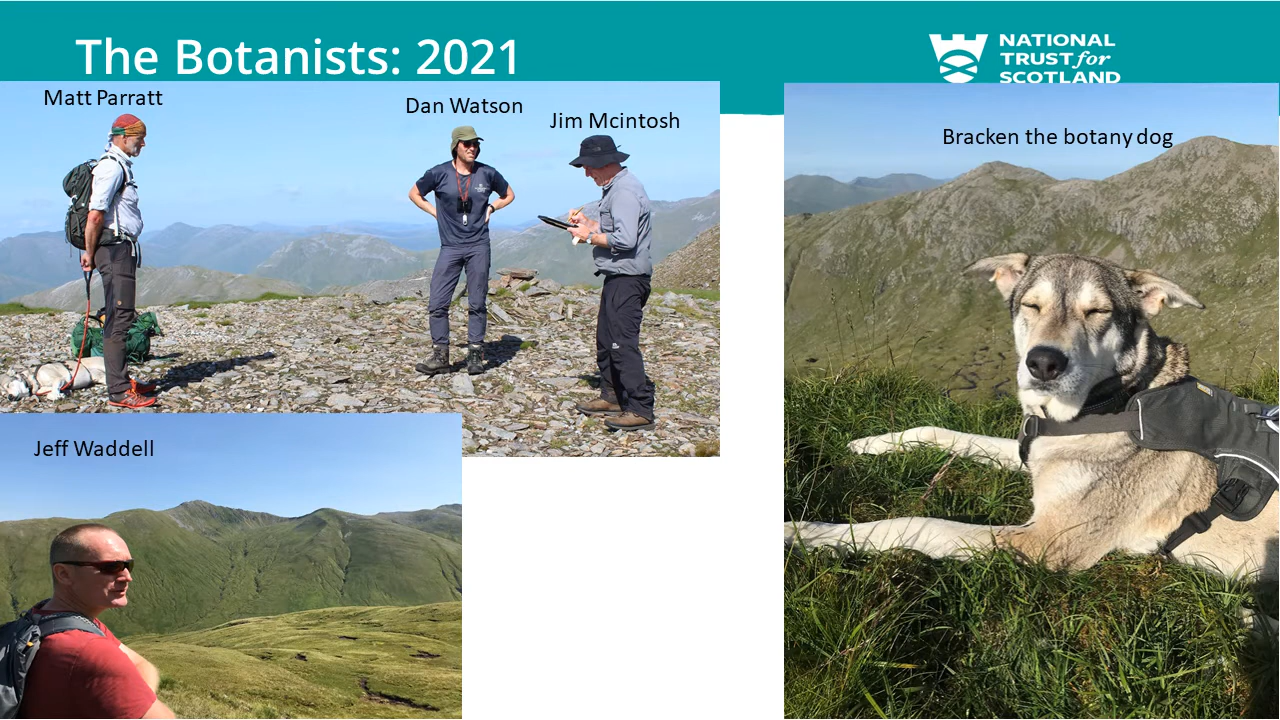 The Botanists: 2021
NATIONAL
TRUST for
SCOTLAND
Matt Parratt
Dan Watson
Jim Mcintosh
Bracken the botany dog
Jeff Waddell